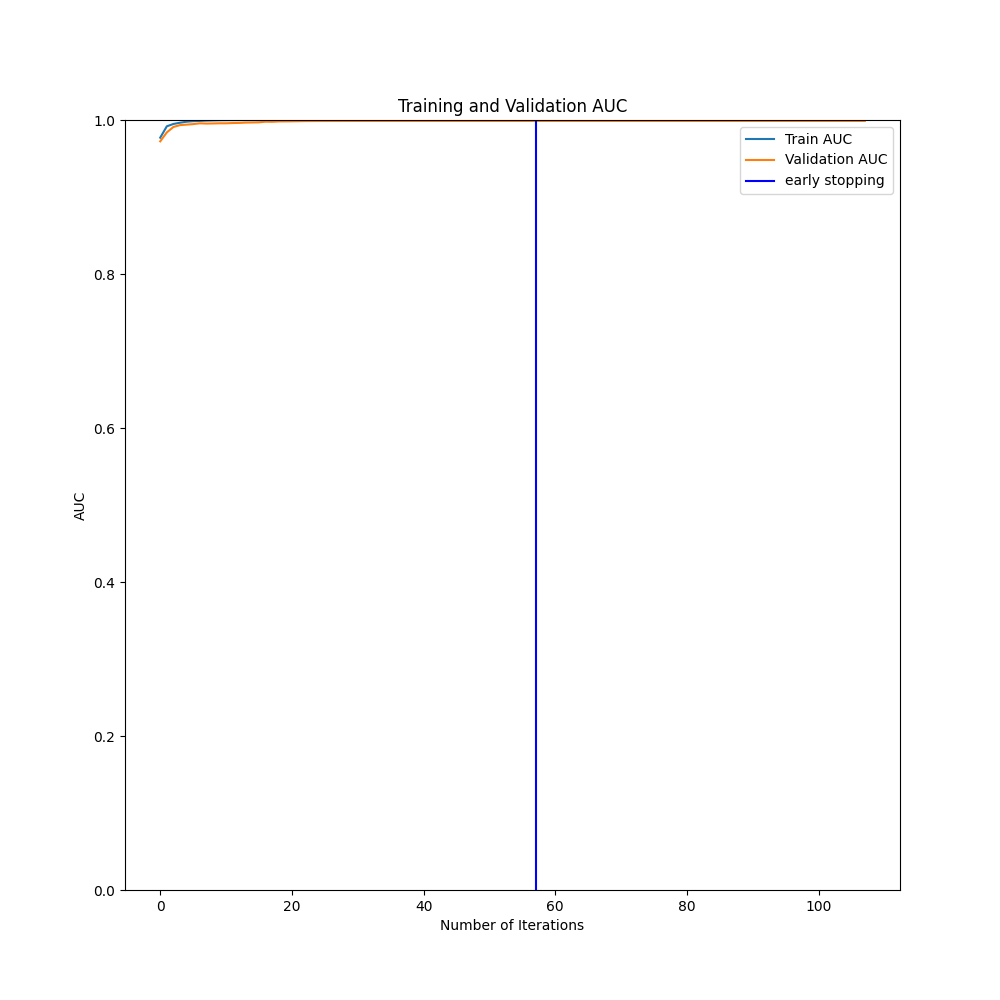 Training and Validation AUC
Train AUC
Validation AUC
early stopping
1.0
0.8
0.6
0.4
0.2
0.0
AUC
0 20 40 60 80 100
Number of Iterations